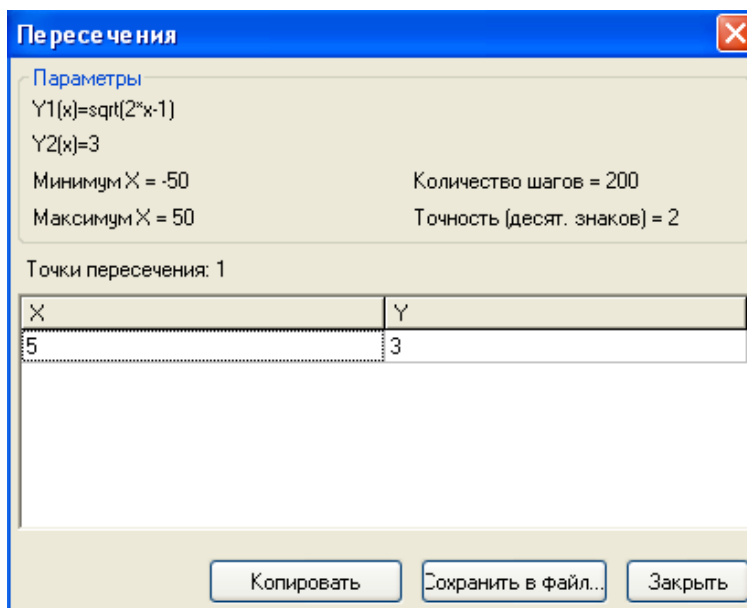 Пересечения
Параметры
Y1(x)=sqrt(2*x-1)
Y2(x)=3
Минимум X = -50
Количество шагов = 200
Максимум X = 50
Точность (десят. знаков) = 2
Точки пересечения: 1
X Y
5 3
Копировать Сохранить в файл... Закрыть